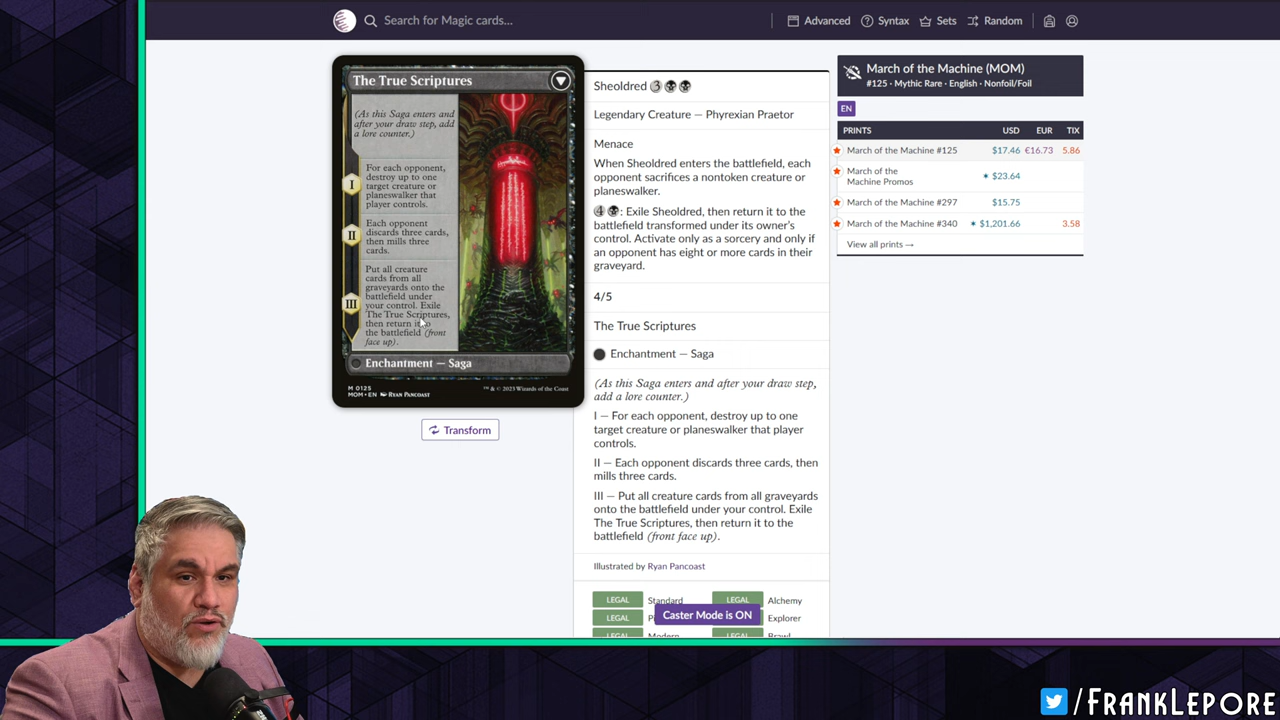 Search for Magic cards...
Advanced
Syntax
Sets
Random
The True Scriptures
(As this Saga enters and
after your draw step, add
a lore counter.)
I
For each opponent,
destroy up to one
target creature or
planeswalker that
player controls.
II
Each opponent
discards three cards,
then mills three
cards.
III
Put all creature
cards from all
graveyards onto the
battlefield under
your control. Exile
The True Scriptures,
then return it to
the battlefield (front
face up).
Enchantment — Saga
M 0125
MOM • EN RYAN PANCOAST
™ & © 2023 Wizards of the Coast
Transform
Sheoldred 3
Legendary Creature — Phyrexian Praetor
Menace
When Sheoldred enters the battlefield, each
opponent sacrifices a nontoken creature or
planeswalker.
4 : Exile Sheoldred, then return it to the
battlefield transformed under its owner's
control. Activate only as a sorcery and only if
an opponent has eight or more cards in their
graveyard.
4/5
The True Scriptures
Enchantment — Saga
(As this Saga enters and after your draw step,
add a lore counter.)
I — For each opponent, destroy up to one
target creature or planeswalker that player
controls.
II — Each opponent discards three cards, then
mills three cards.
III — Put all creature cards from all graveyards
onto the battlefield under your control. Exile
The True Scriptures, then return it to the
battlefield (front face up).
Illustrated by Ryan Pancoast
LEGAL Standard LEGAL Alchemy
LEGAL LEGAL Explorer
LEGAL Modern LEGAL Brawl
Caster Mode is ON
March of the Machine (MOM)
#125 · Mythic Rare · English · Nonfoil/Foil
EN
PRINTS USD EUR TIX
March of the Machine #125 $17.46 €16.73 5.86
March of the
Machine Promos ✶ $23.64
March of the Machine #297 $15.75
March of the Machine #340 ✶ $1,201.66 3.58
View all prints →
/FRANKLEPORE